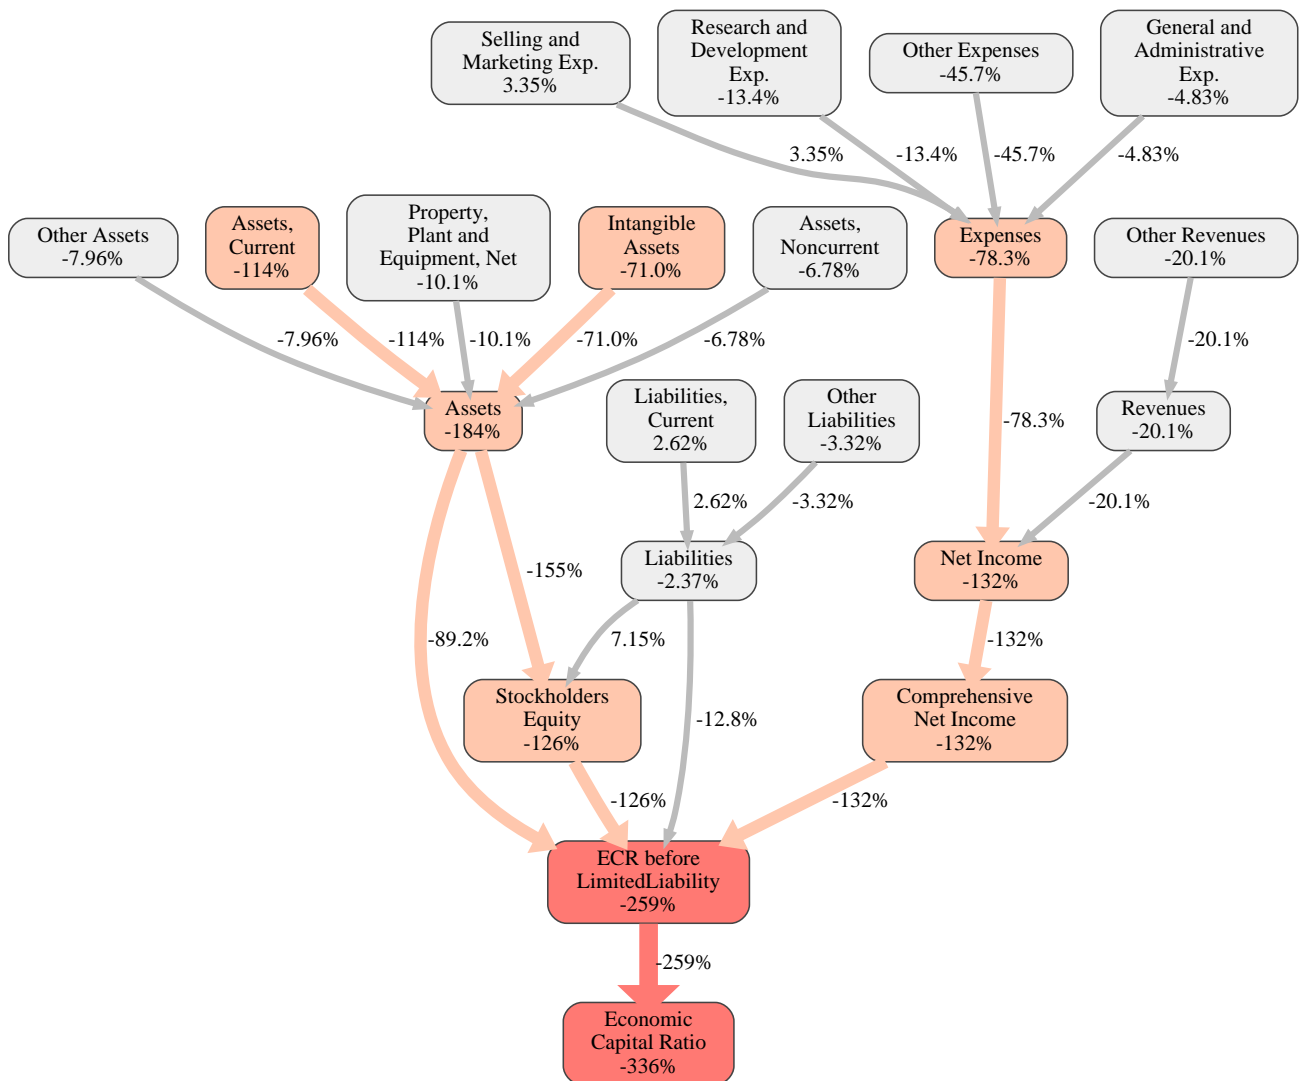 Selling and
Marketing Exp.
3.35%
Research and
Development
Exp.
-13.4%
Other Expenses
-45.7%
General and
Administrative
Exp.
-4.83%
3.35%
-13.4%
-45.7%
-4.83%
Other Assets
-7.96%
Assets,
Current
-114%
Property,
Plant and
Equipment, Net
-10.1%
Intangible
Assets
-71.0%
Assets,
Noncurrent
-6.78%
Expenses
-78.3%
Other Revenues
-20.1%
-7.96%
-114%
-10.1%
-71.0%
-6.78%
-20.1%
Assets
-184%
Liabilities,
Current
2.62%
Other
Liabilities
-3.32%
-78.3%
Revenues
-20.1%
2.62%
-3.32%
-20.1%
Liabilities
-2.37%
Net Income
-132%
-155%
-89.2%
7.15%
-132%
Stockholders
Equity
-126%
-12.8%
Comprehensive
Net Income
-132%
-126%
-132%
ECR before
LimitedLiability
-259%
-259%
Economic
Capital Ratio
-336%